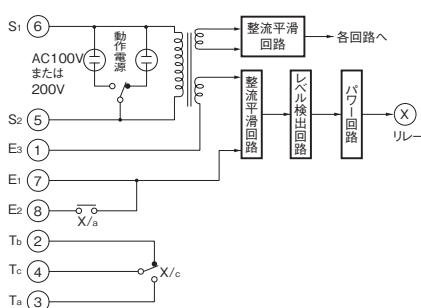 S1 6
AC100V
または
200V
動作電源
整流平滑
回路
各回路へ
S2 5
E3 1
E1 7
E2 8
X/a
整流平滑回路
レベル検出回路
パワー回路
X
リレー
Tb 2
Tc 4
X/c
Ta 3